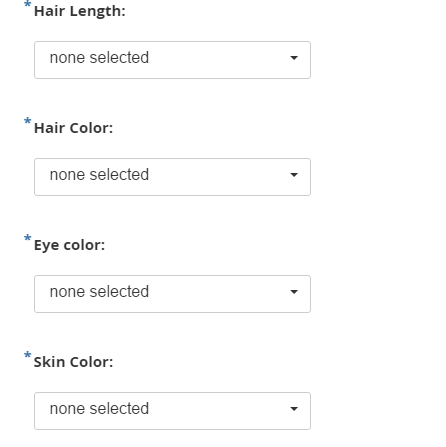 *Hair Length:
none selected
*Hair Color:
none selected
*Eye color:
none selected
*Skin Color:
none selected